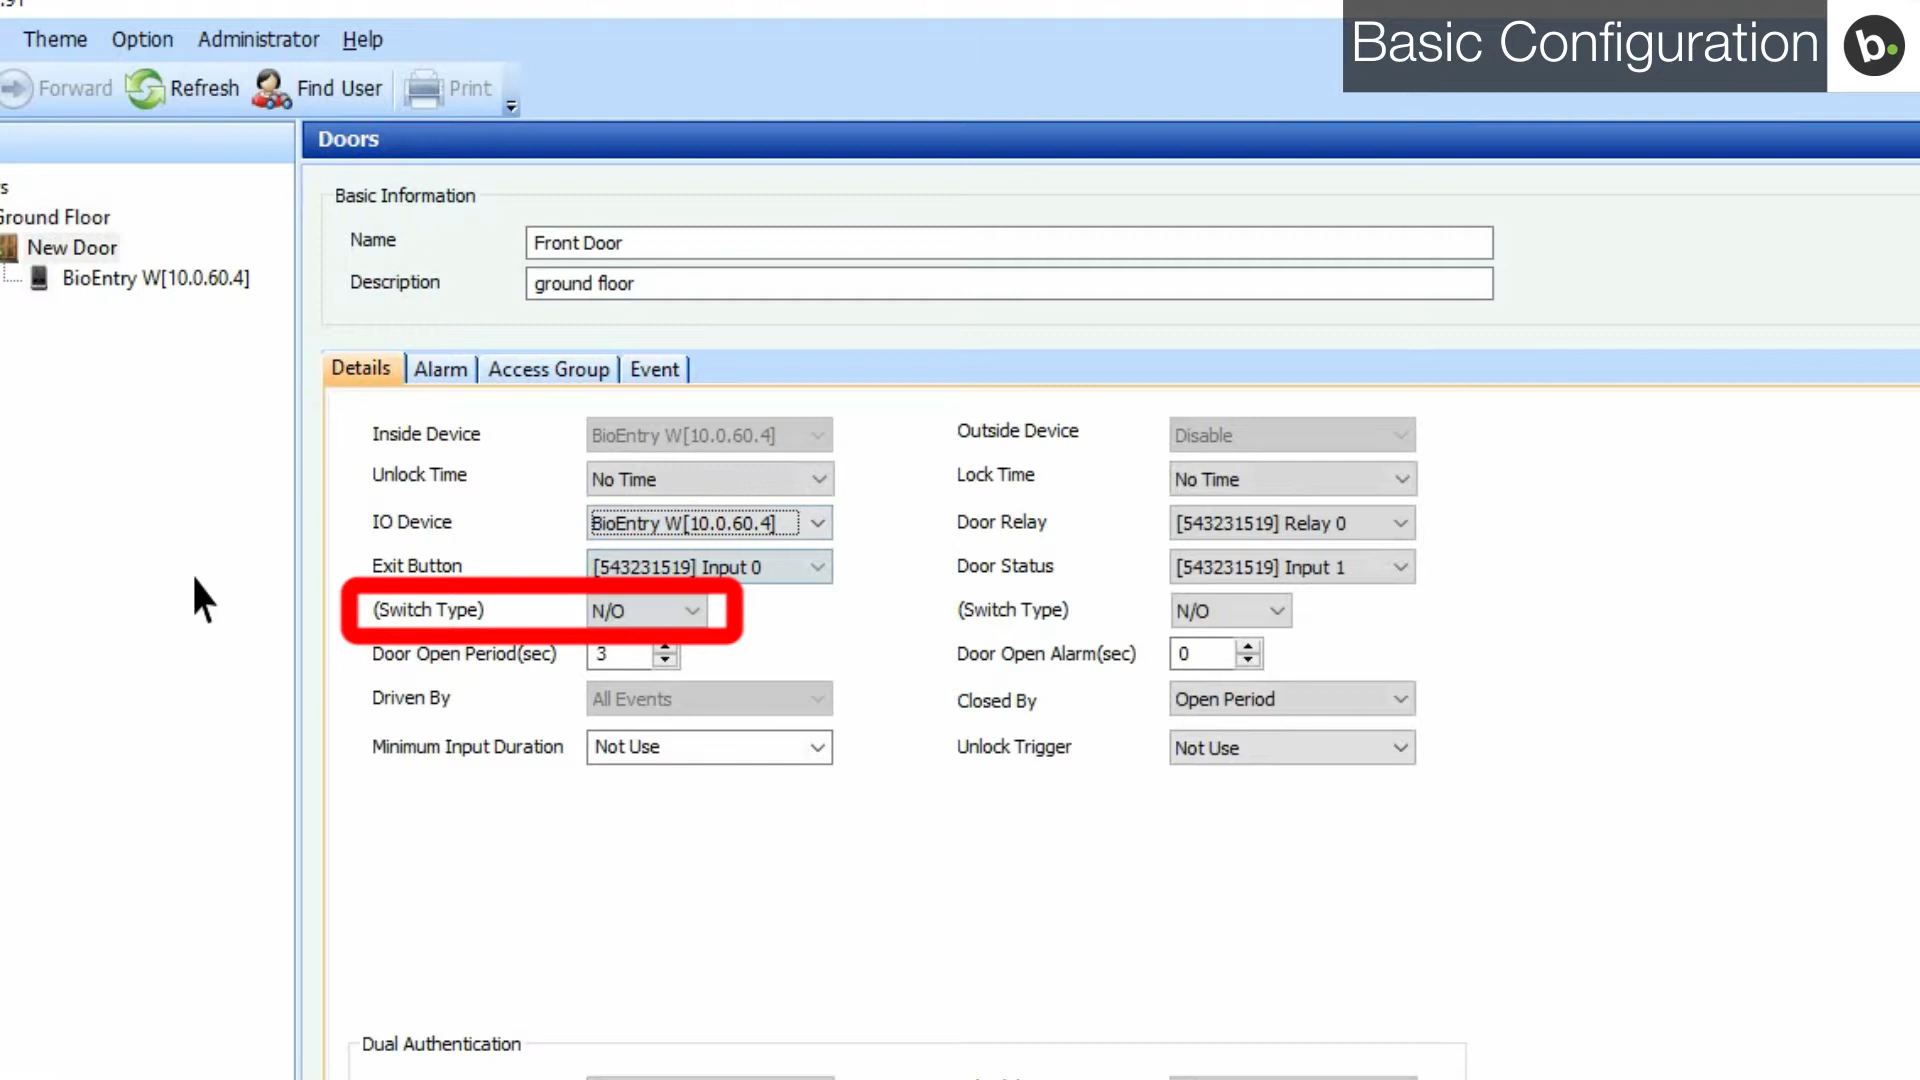 Basic Configuration
b.
Theme Option Administrator Help
Forward Refresh Find User Print
Doors
Ground Floor
New Door
BioEntry W[10.0.60.4]
Basic Information
Name Front Door
Description ground floor
Details Alarm Access Group Event
Inside Device BioEntry W[10.0.60.4] Outside Device Disable
Unlock Time No Time Lock Time No Time
IO Device BioEntry W[10.0.60.4] Door Relay [543231519] Relay 0
Exit Button [543231519] Input 0 Door Status [543231519] Input 1
(Switch Type) N/O (Switch Type) N/O
Door Open Period(sec) 3 Door Open Alarm(sec) 0
Driven By All Events Closed By Open Period
Minimum Input Duration Not Use Unlock Trigger Not Use
Dual Authentication